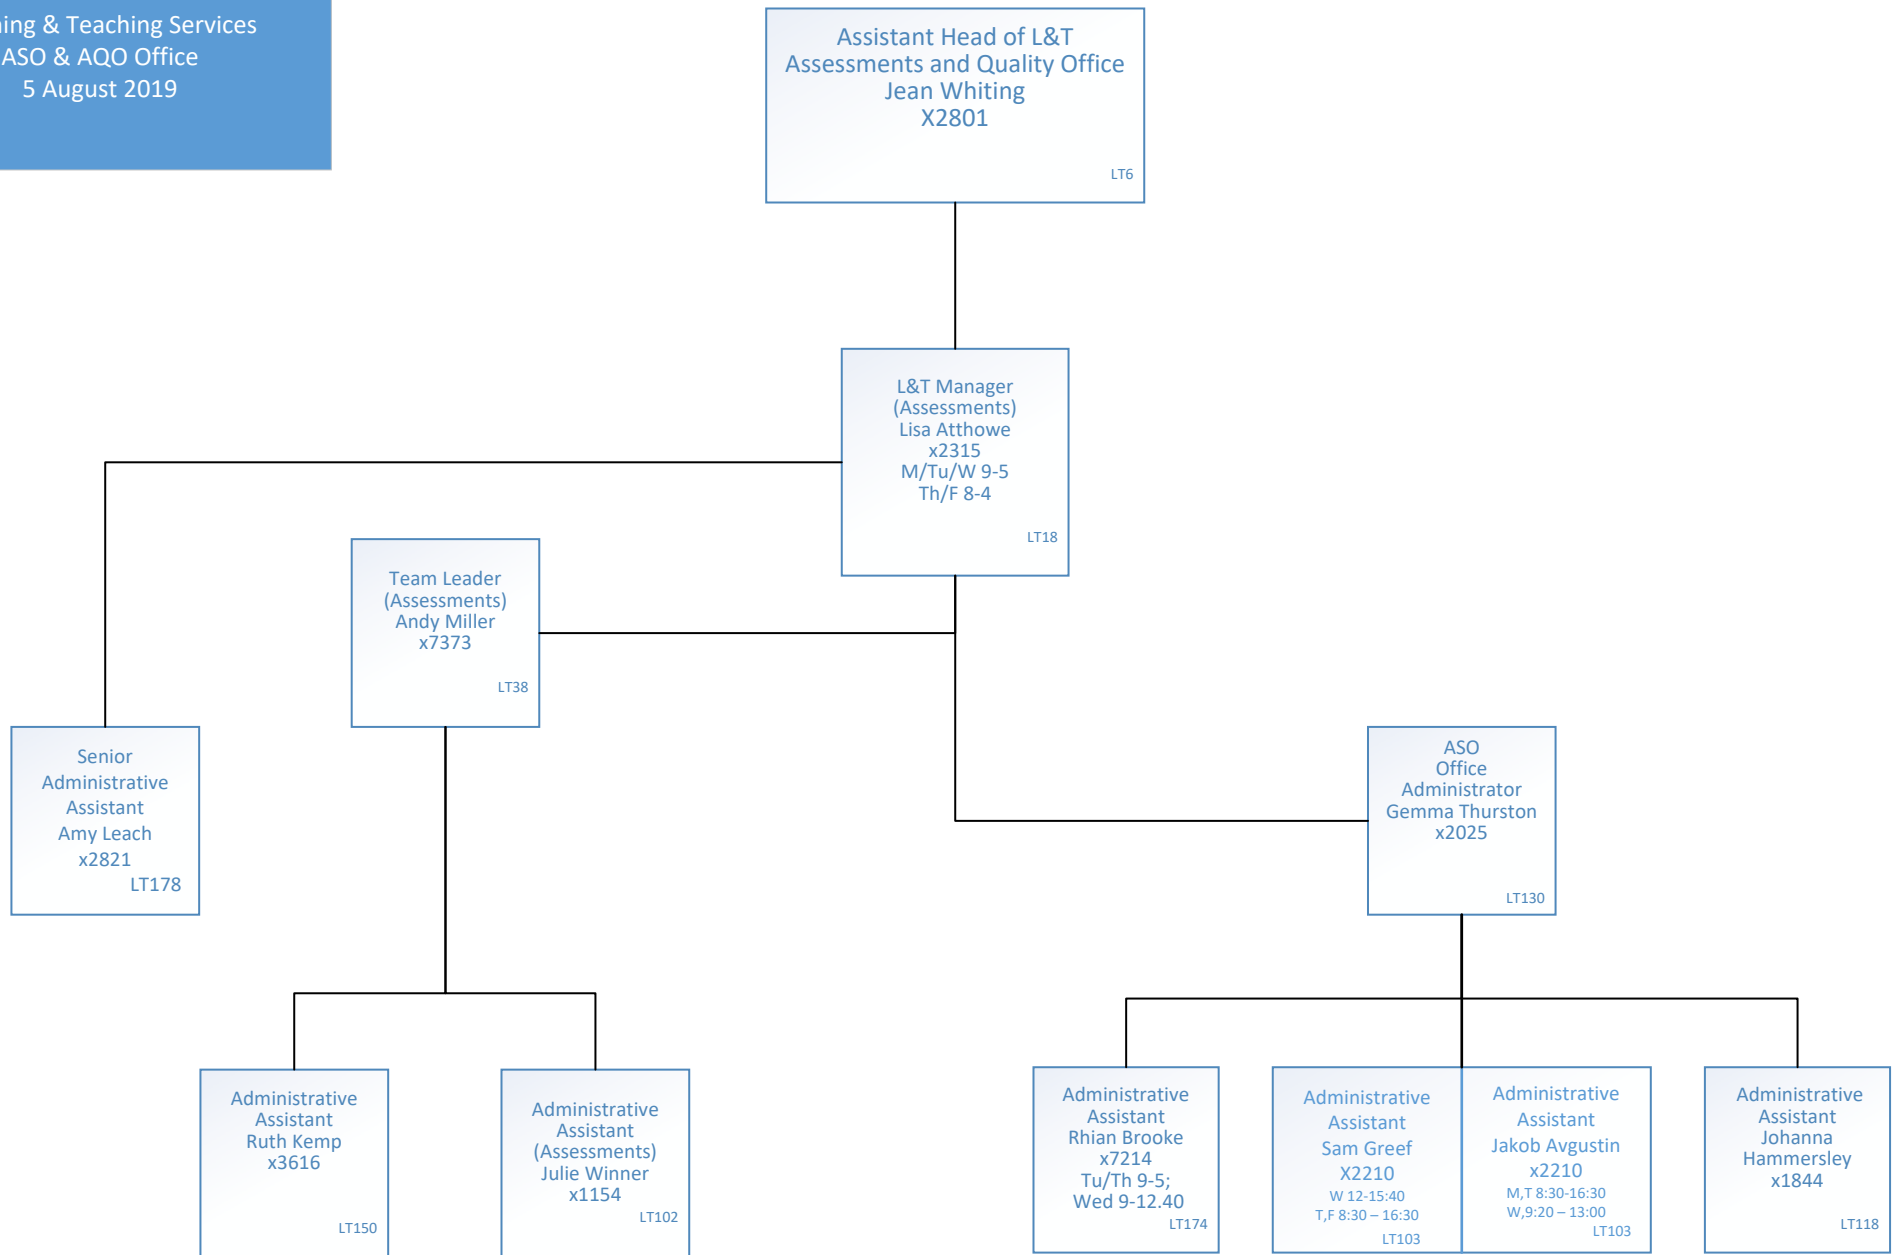 & Teaching Services
ASO & AQO Office
5 August 2019
Assistant Head of L&T
Assessments and Quality Office
Jean Whiting
X2801
LT6
L&T Manager
(Assessments)
Lisa Atthowe
x2315
M/Tu/W 9-5
Th/F 8-4
LT18
Team Leader
(Assessments)
Andy Miller
x7373
LT38
Senior
Administrative
Assistant
Amy Leach
x2821
LT178
ASO
Office
Administrator
Gemma Thurston
x2025
LT130
Administrative
Assistant
Ruth Kemp
x3616
LT150
Administrative
Assistant
(Assessments)
Julie Winner
x1154
LT102
Administrative
Assistant
Rhian Brooke
x7214
Tu/Th 9-5;
Wed 9-12.40
LT174
Administrative
Assistant
Sam Greef
X2210
W 12-15:40
T,F 8:30 – 16:30
LT103
Administrative
Assistant
Jakob Avgustin
x2210
M,T 8:30-16:30
W,9:20 – 13:00
LT103
Administrative
Assistant
Johanna
Hammersley
x1844
LT118